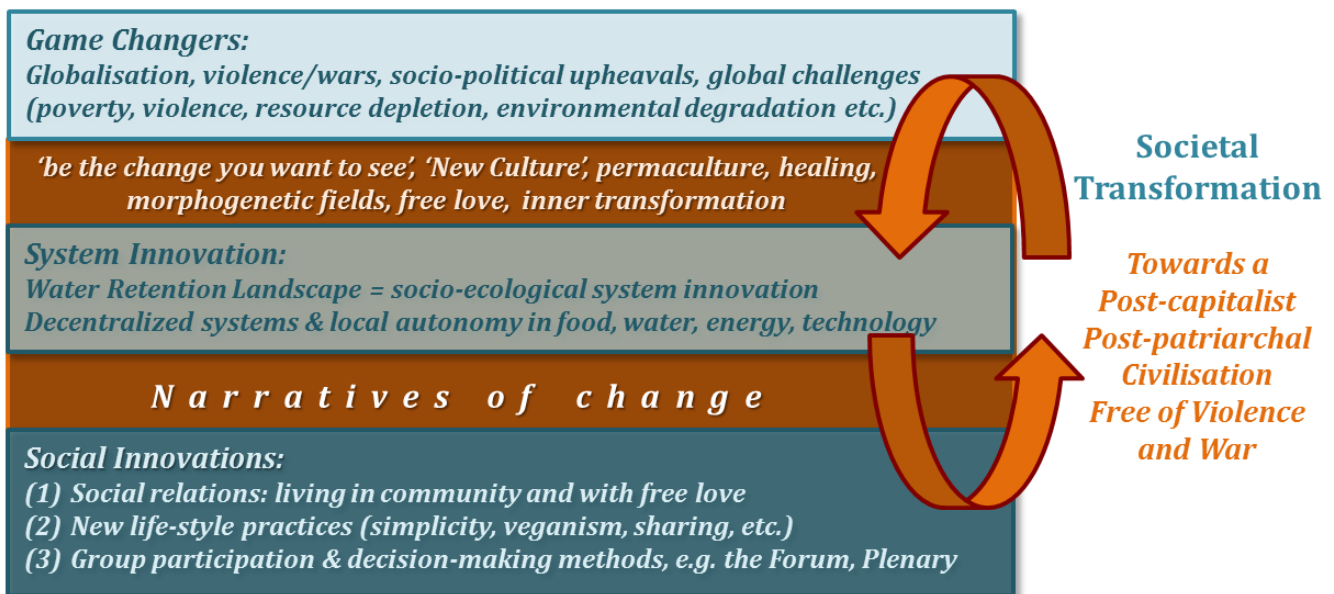 Game Changers:
Globalisation, violence/wars, socio-political upheavals, global challenges
(poverty, violence, resource depletion, environmental degradation etc.)
‘be the change you want to see’, ‘New Culture’, permaculture, healing,
morphogenetic fields, free love, inner transformation
System Innovation:
Water Retention Landscape = socio-ecological system innovation
Decentralized systems & local autonomy in food, water, energy, technology
Narratives of change
Social Innovations:
(1) Social relations: living in community and with free love
(2) New life-style practices (simplicity, veganism, sharing, etc.)
(3) Group participation & decision-making methods, e.g. the Forum, Plenary
Societal
Transformation
Towards a
Post-capitalist
Post-patriarchal
Civilisation
Free of Violence
and War